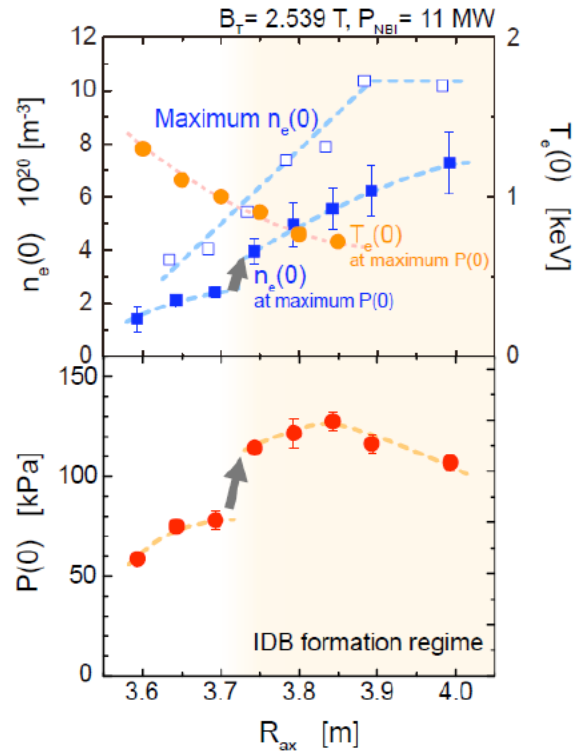 B_T = 2.539 T, P_NBI = 11 MW
12
10
8
6
4
2
0
n_e(0) 10^20 [m^-3]
2
1
0
T_e(0) [keV]
Maximum n_e(0)
T_e(0)
at maximum P(0)
n_e(0)
at maximum P(0)
150
100
50
0
P(0) [kPa]
IDB formation regime
3.6 3.7 3.8 3.9 4.0
R_ax [m]